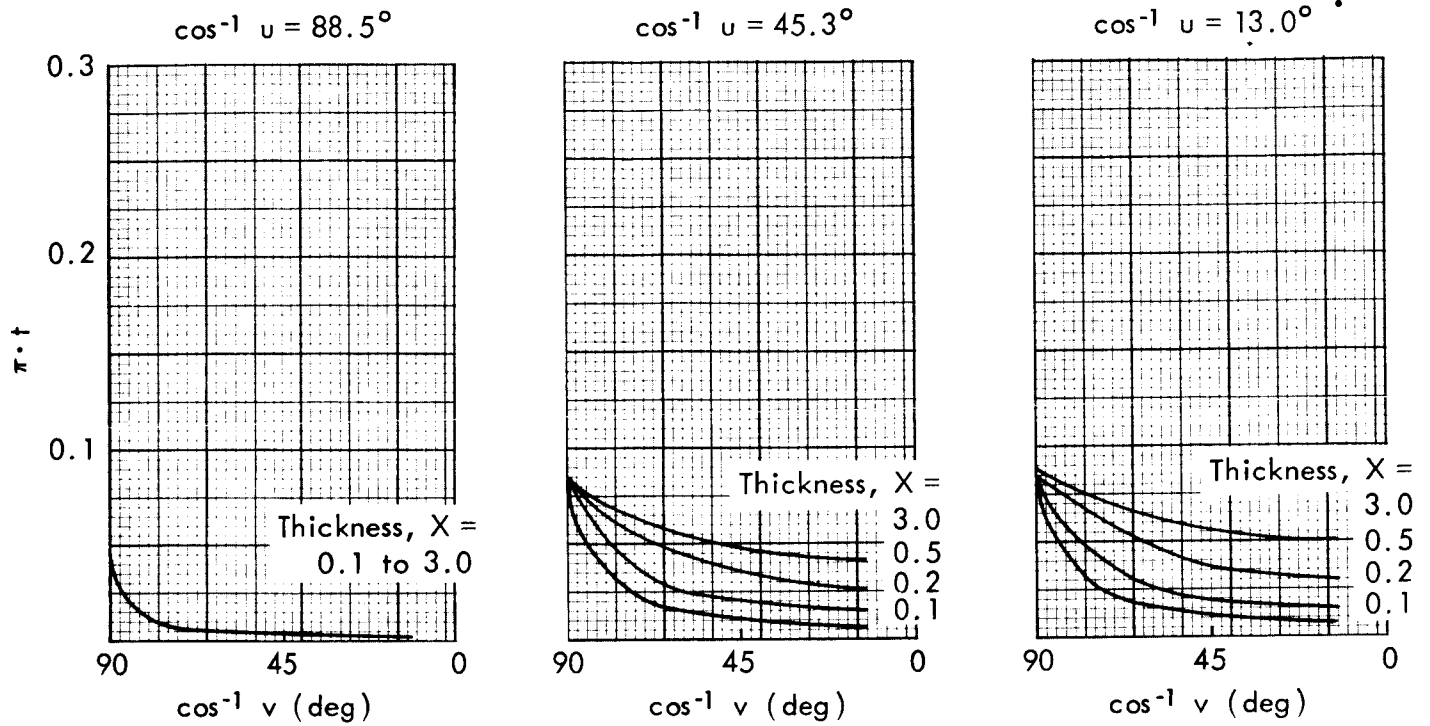 cos⁻¹ u = 88.5°
0.3
0.2
0.1
π·t
Thickness, X =
0.1 to 3.0
90 45 0
cos⁻¹ v (deg)
cos⁻¹ u = 45.3°
Thickness, X =
3.0
0.5
0.2
0.1
90 45 0
cos⁻¹ v (deg)
cos⁻¹ u = 13.0°
Thickness, X =
3.0
0.5
0.2
0.1
90 45 0
cos⁻¹ v (deg)